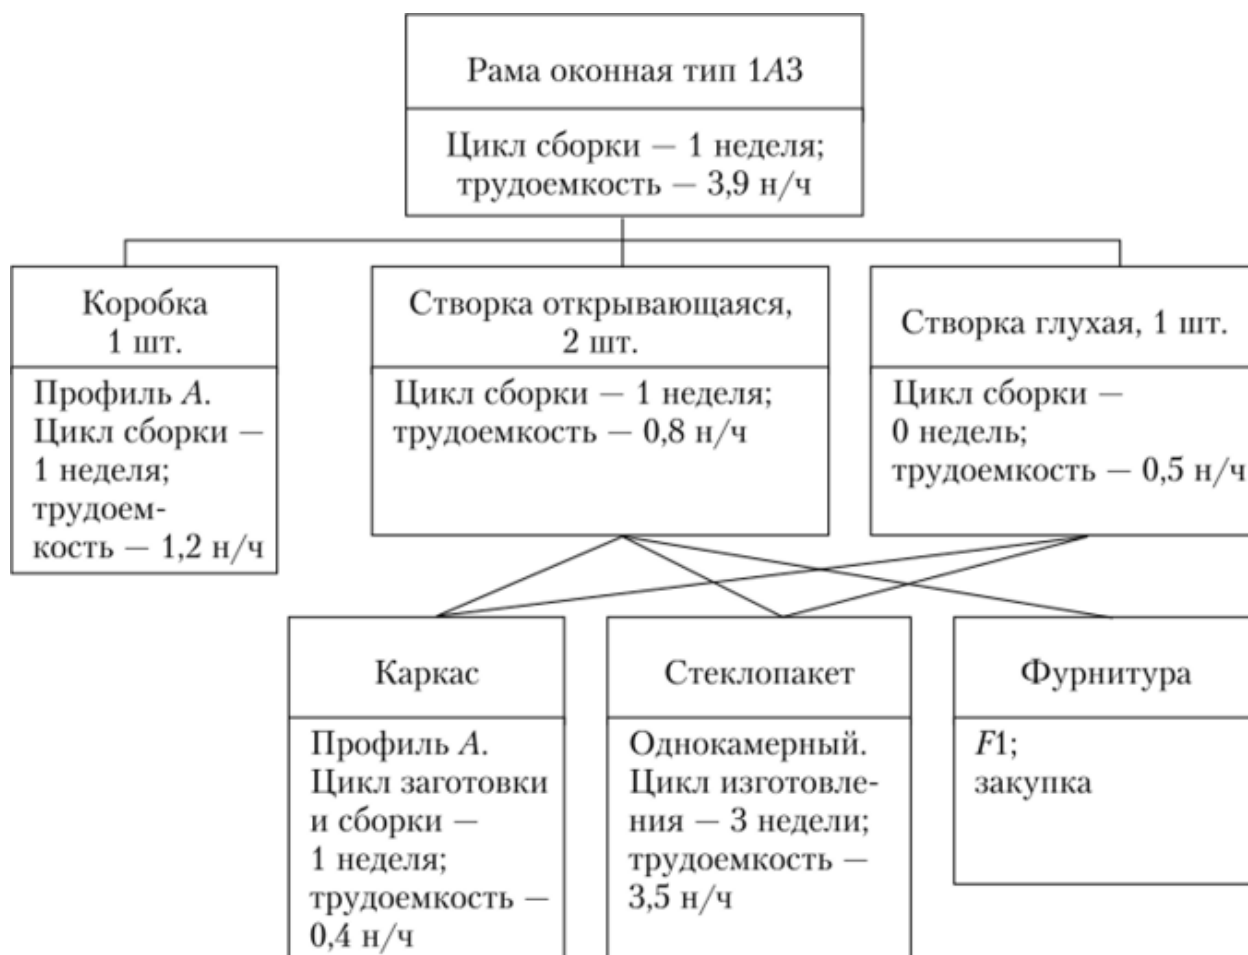 Рама оконная тип 1А3
Цикл сборки — 1 неделя;
трудоемкость — 3,9 н/ч
Коробка
1 шт.
Профиль А.
Цикл сборки —
1 неделя;
трудоем-
кость — 1,2 н/ч
Створка открывающаяся,
2 шт.
Цикл сборки — 1 неделя;
трудоемкость — 0,8 н/ч
Створка глухая, 1 шт.
Цикл сборки —
0 недель;
трудоемкость — 0,5 н/ч
Каркас
Профиль А.
Цикл заготовки
и сборки —
1 неделя;
трудоемкость —
0,4 н/ч
Стеклопакет
Однокамерный.
Цикл изготовле-
ния — 3 недели;
трудоемкость —
3,5 н/ч
Фурнитура
F1;
закупка